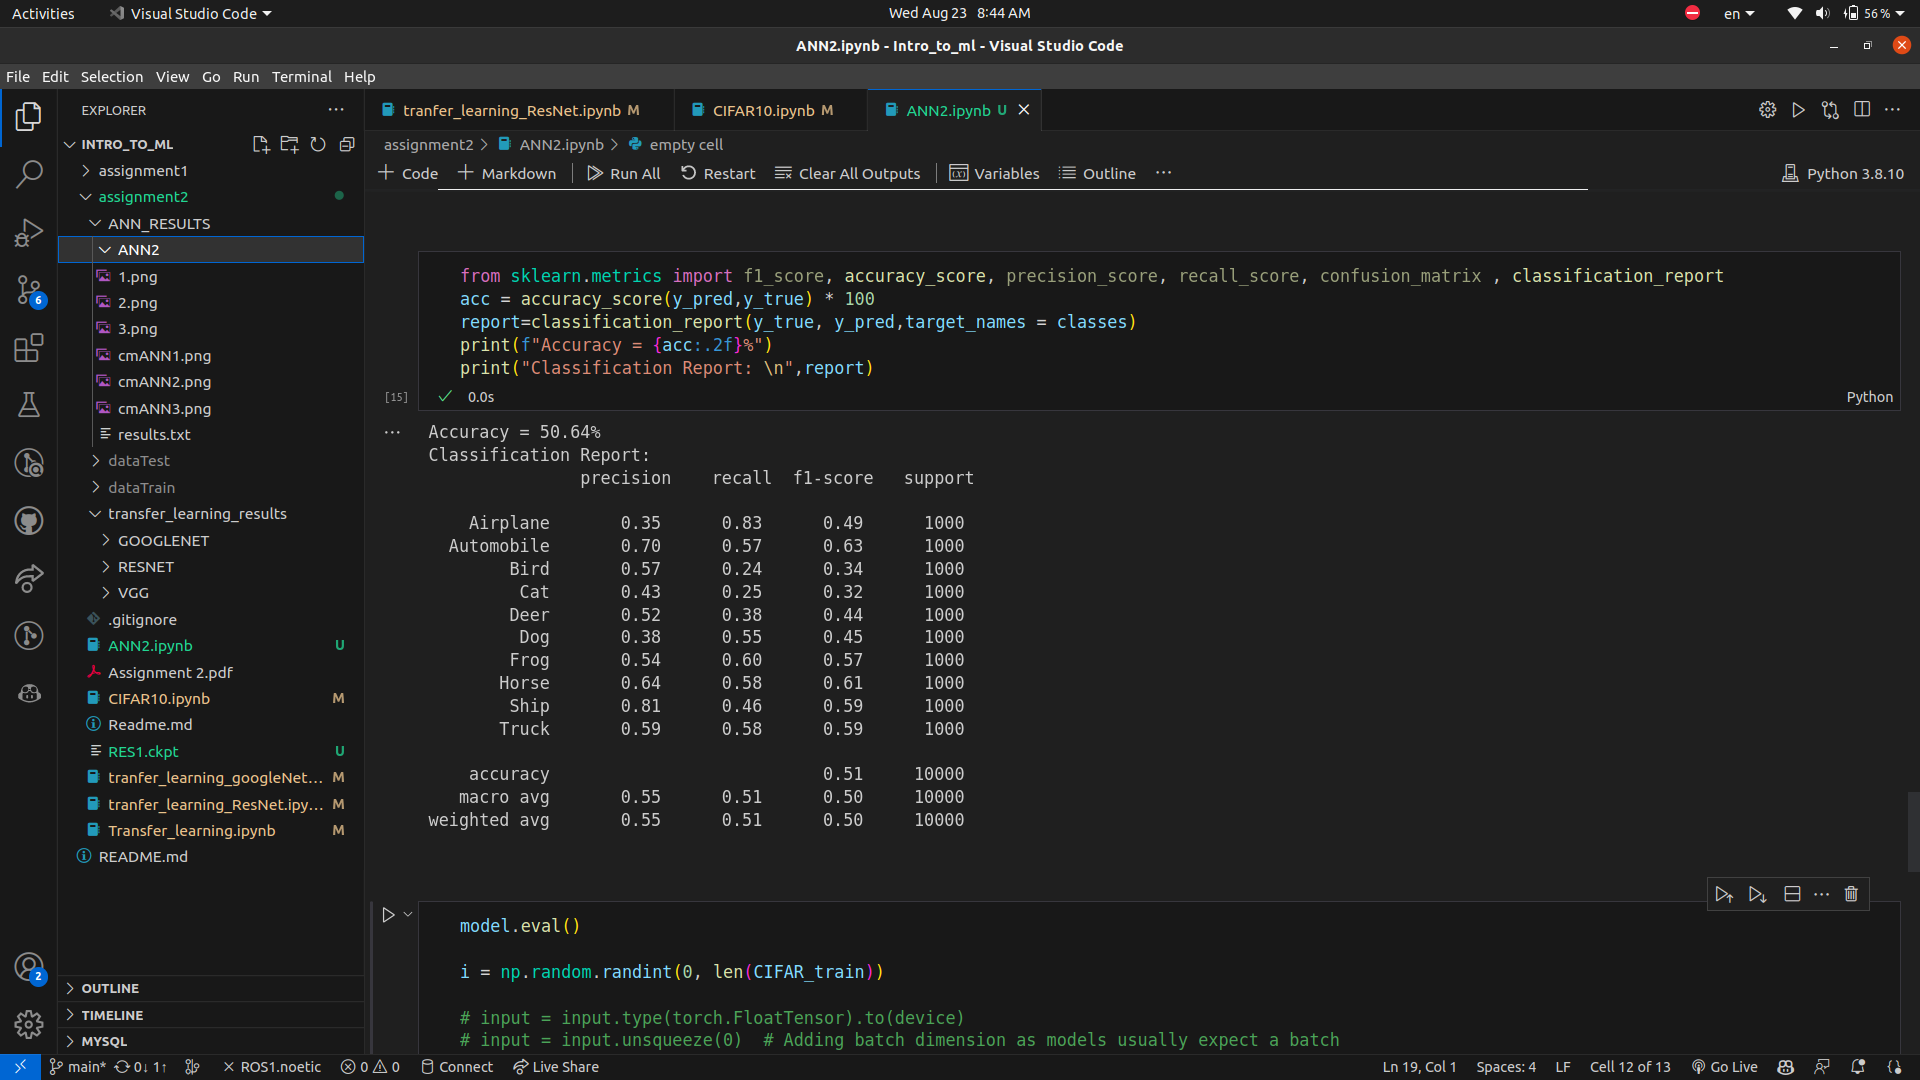 Activities Visual Studio Code Wed Aug 23 8:44 AM en 56 %
ANN2.ipynb - Intro_to_ml - Visual Studio Code
File Edit Selection View Go Run Terminal Help
EXPLORER
INTRO_TO_ML
assignment1
assignment2
ANN_RESULTS
ANN2
1.png
2.png
3.png
cmANN1.png
cmANN2.png
cmANN3.png
results.txt
dataTest
dataTrain
transfer_learning_results
GOOGLENET
RESNET
VGG
.gitignore
ANN2.ipynb U
Assignment 2.pdf
CIFAR10.ipynb M
Readme.md
RES1.ckpt U
tranfer_learning_googleNet... M
tranfer_learning_ResNet.ipy... M
Transfer_learning.ipynb M
README.md
OUTLINE
TIMELINE
MYSQL
6
2
tranfer_learning_ResNet.ipynb M CIFAR10.ipynb M ANN2.ipynb U
assignment2 > ANN2.ipynb > empty cell
Code Markdown Run All Restart Clear All Outputs Variables Outline ... Python 3.8.10
from sklearn.metrics import f1_score, accuracy_score, precision_score, recall_score, confusion_matrix , classification_report
acc = accuracy_score(y_pred,y_true) * 100
report=classification_report(y_true, y_pred,target_names = classes)
print(f"Accuracy = {acc:.2f}%")
print("Classification Report: \n",report)
[15] 0.0s Python
Accuracy = 50.64%
Classification Report:
precision recall f1-score support
Airplane 0.35 0.83 0.49 1000
Automobile 0.70 0.57 0.63 1000
Bird 0.57 0.24 0.34 1000
Cat 0.43 0.25 0.32 1000
Deer 0.52 0.38 0.44 1000
Dog 0.38 0.55 0.45 1000
Frog 0.54 0.60 0.57 1000
Horse 0.64 0.58 0.61 1000
Ship 0.81 0.46 0.59 1000
Truck 0.59 0.58 0.59 1000
accuracy 0.51 10000
macro avg 0.55 0.51 0.50 10000
weighted avg 0.55 0.51 0.50 10000
model.eval()
i = np.random.randint(0, len(CIFAR_train))
# input = input.type(torch.FloatTensor).to(device)
# input = input.unsqueeze(0)  # Adding batch dimension as models usually expect a batch
main* 0↓ 1↑ ROS1.noetic 0 0 Connect Live Share Ln 19, Col 1 Spaces: 4 LF Cell 12 of 13 Go Live